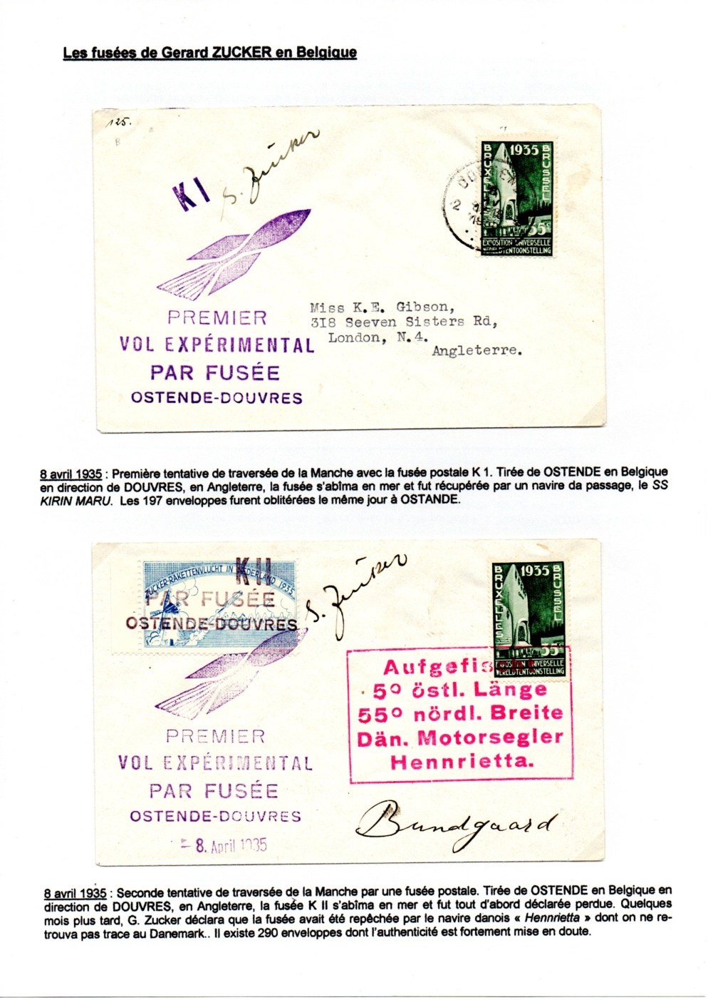 Les fusées de Gerard ZUCKER en Belgique
125.
K I
G. Zucker
BRUXELLES 1935 BRUSSEL
35c
EXPOSITION UNIVERSELLE
WERELDTENTOONSTELLING
PREMIER
VOL EXPÉRIMENTAL
PAR FUSÉE
OSTENDE-DOUVRES
Miss K.E. Gibson,
318 Seeven Sisters Rd,
London, N.4.
Angleterre.
8 avril 1935 : Première tentative de traversée de la Manche avec la fusée postale K 1. Tirée de OSTENDE en Belgique
en direction de DOUVRES, en Angleterre, la fusée s'abîma en mer et fut récupérée par un navire da passage, le SS
KIRIN MARU. Les 197 enveloppes furent oblitérées le même jour à OSTANDE.
K II
ZUCKER-RAKETTENVLUCHT IN NEDERLAND 1935
PAR FUSÉE
OSTENDE-DOUVRES
G. Zucker
BRUXELLES 1935 BRUSSEL
35c
EXPOSITION UNIVERSELLE
WERELDTENTOONSTELLING
5º östl. Länge
55º nördl. Breite
Dän. Motorsegler
Hennrietta.
PREMIER
VOL EXPÉRIMENTAL
PAR FUSÉE
OSTENDE-DOUVRES
- 8. April 1935
Bundgaard
8 avril 1935 : Seconde tentative de traversée de la Manche par une fusée postale. Tirée de OSTENDE en Belgique en
direction de DOUVRES, en Angleterre, la fusée K II s'abîma en mer et fut tout d'abord déclarée perdue. Quelques
mois plus tard, G. Zucker déclara que la fusée avait été repêchée par le navire danois « Hennrietta » dont on ne re-
trouva pas trace au Danemark.. Il existe 290 enveloppes dont l'authenticité est fortement mise en doute.